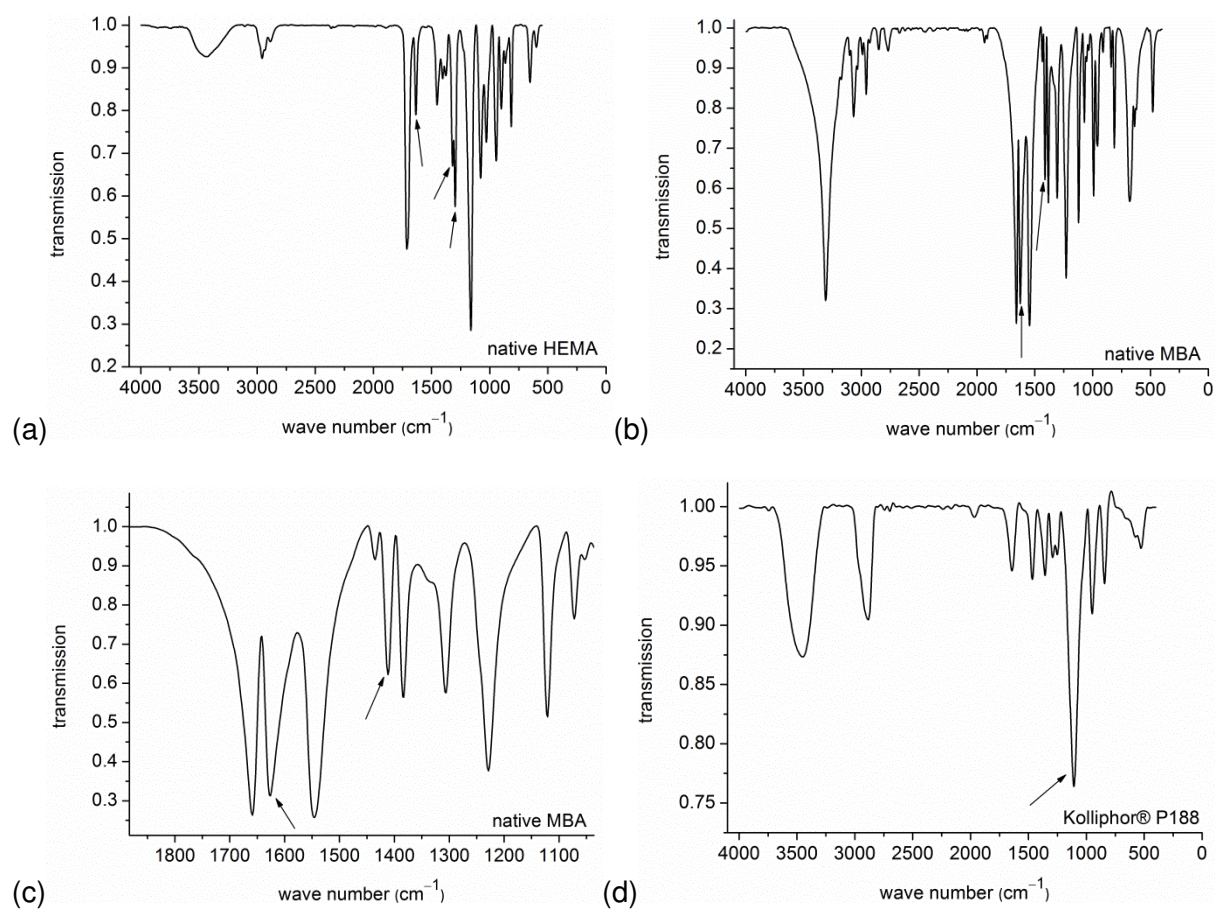 1.0
0.9
0.8
0.7
0.6
0.5
0.4
0.3
0.2
transmission
native HEMA
4000 3500 3000 2500 2000 1500 1000 500 0
wave number (cm⁻¹)
(a)
1.0
0.9
0.8
0.7
0.6
0.5
0.4
0.3
0.2
transmission
native MBA
4000 3500 3000 2500 2000 1500 1000 500 0
wave number (cm⁻¹)
(b)
1.0
0.9
0.8
0.7
0.6
0.5
0.4
0.3
transmission
native MBA
1800 1700 1600 1500 1400 1300 1200 1100
wave number (cm⁻¹)
(c)
1.00
0.95
0.90
0.85
0.80
0.75
transmission
Kolliphor® P188
4000 3500 3000 2500 2000 1500 1000 500 0
wave number (cm⁻¹)
(d)